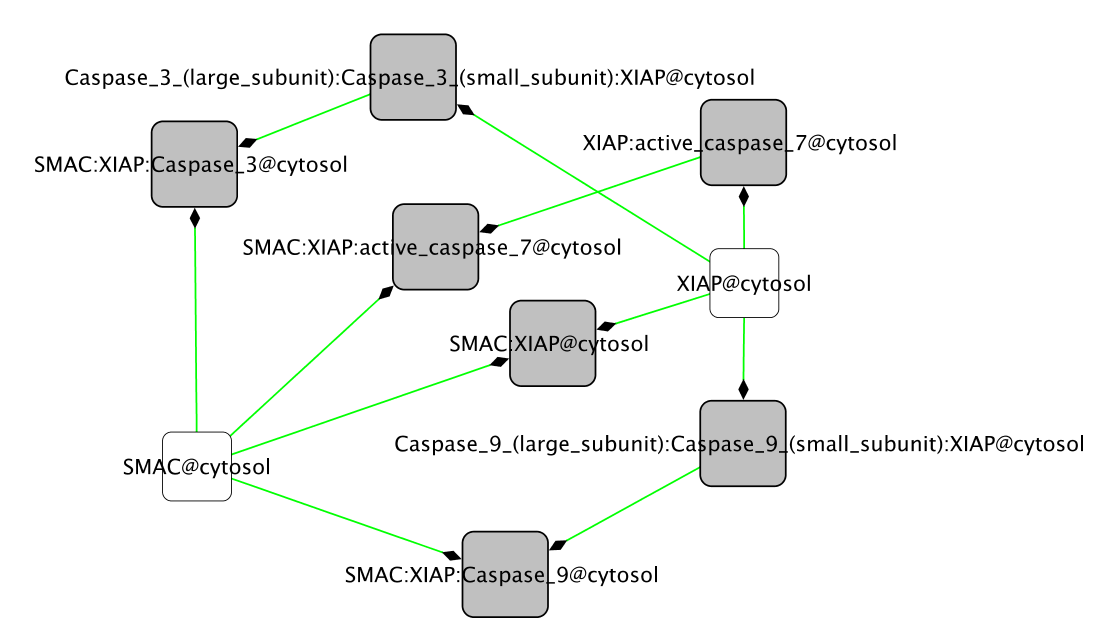 Caspase_3_(large_subunit):Caspase_3_(small_subunit):XIAP@cytosol
XIAP:active_caspase_7@cytosol
SMAC:XIAP:Caspase_3@cytosol
SMAC:XIAP:active_caspase_7@cytosol
XIAP@cytosol
SMAC:XIAP@cytosol
Caspase_9_(large_subunit):Caspase_9_(small_subunit):XIAP@cytosol
SMAC@cytosol
SMAC:XIAP:Caspase_9@cytosol